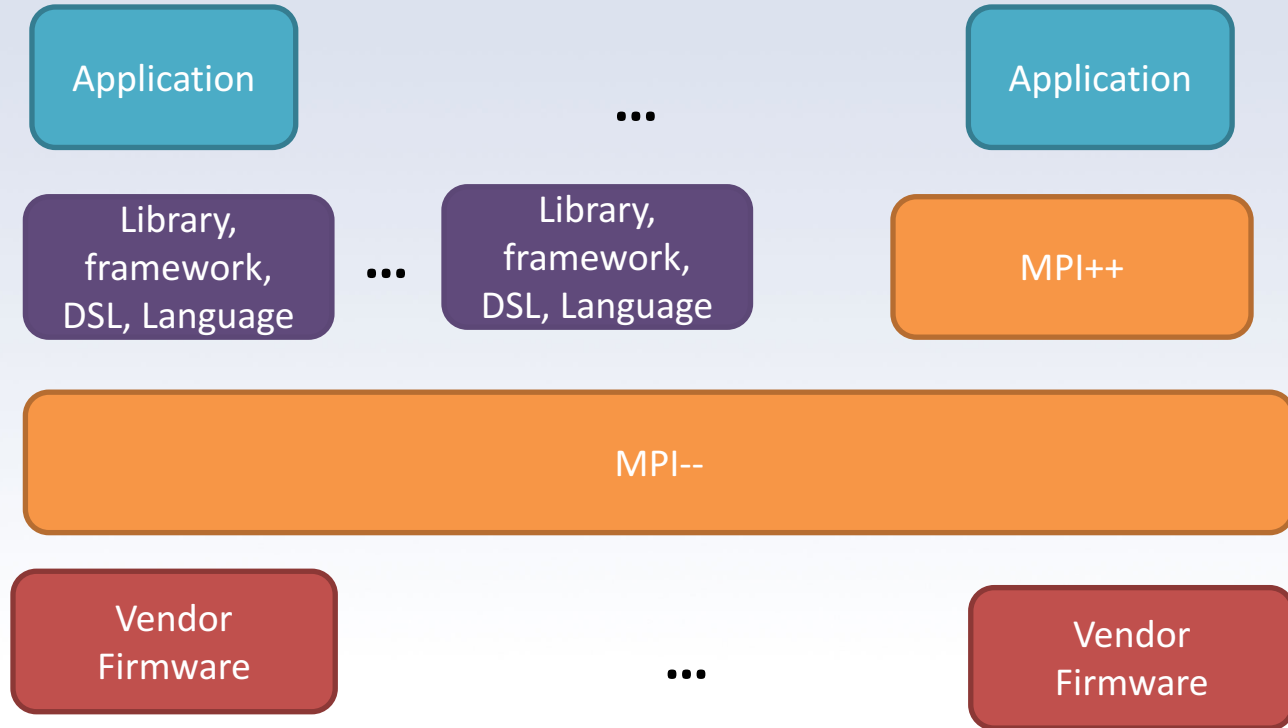 Application
...
Application
Library,
framework,
DSL, Language
...
Library,
framework,
DSL, Language
MPI++
MPI--
Vendor
Firmware
...
Vendor
Firmware